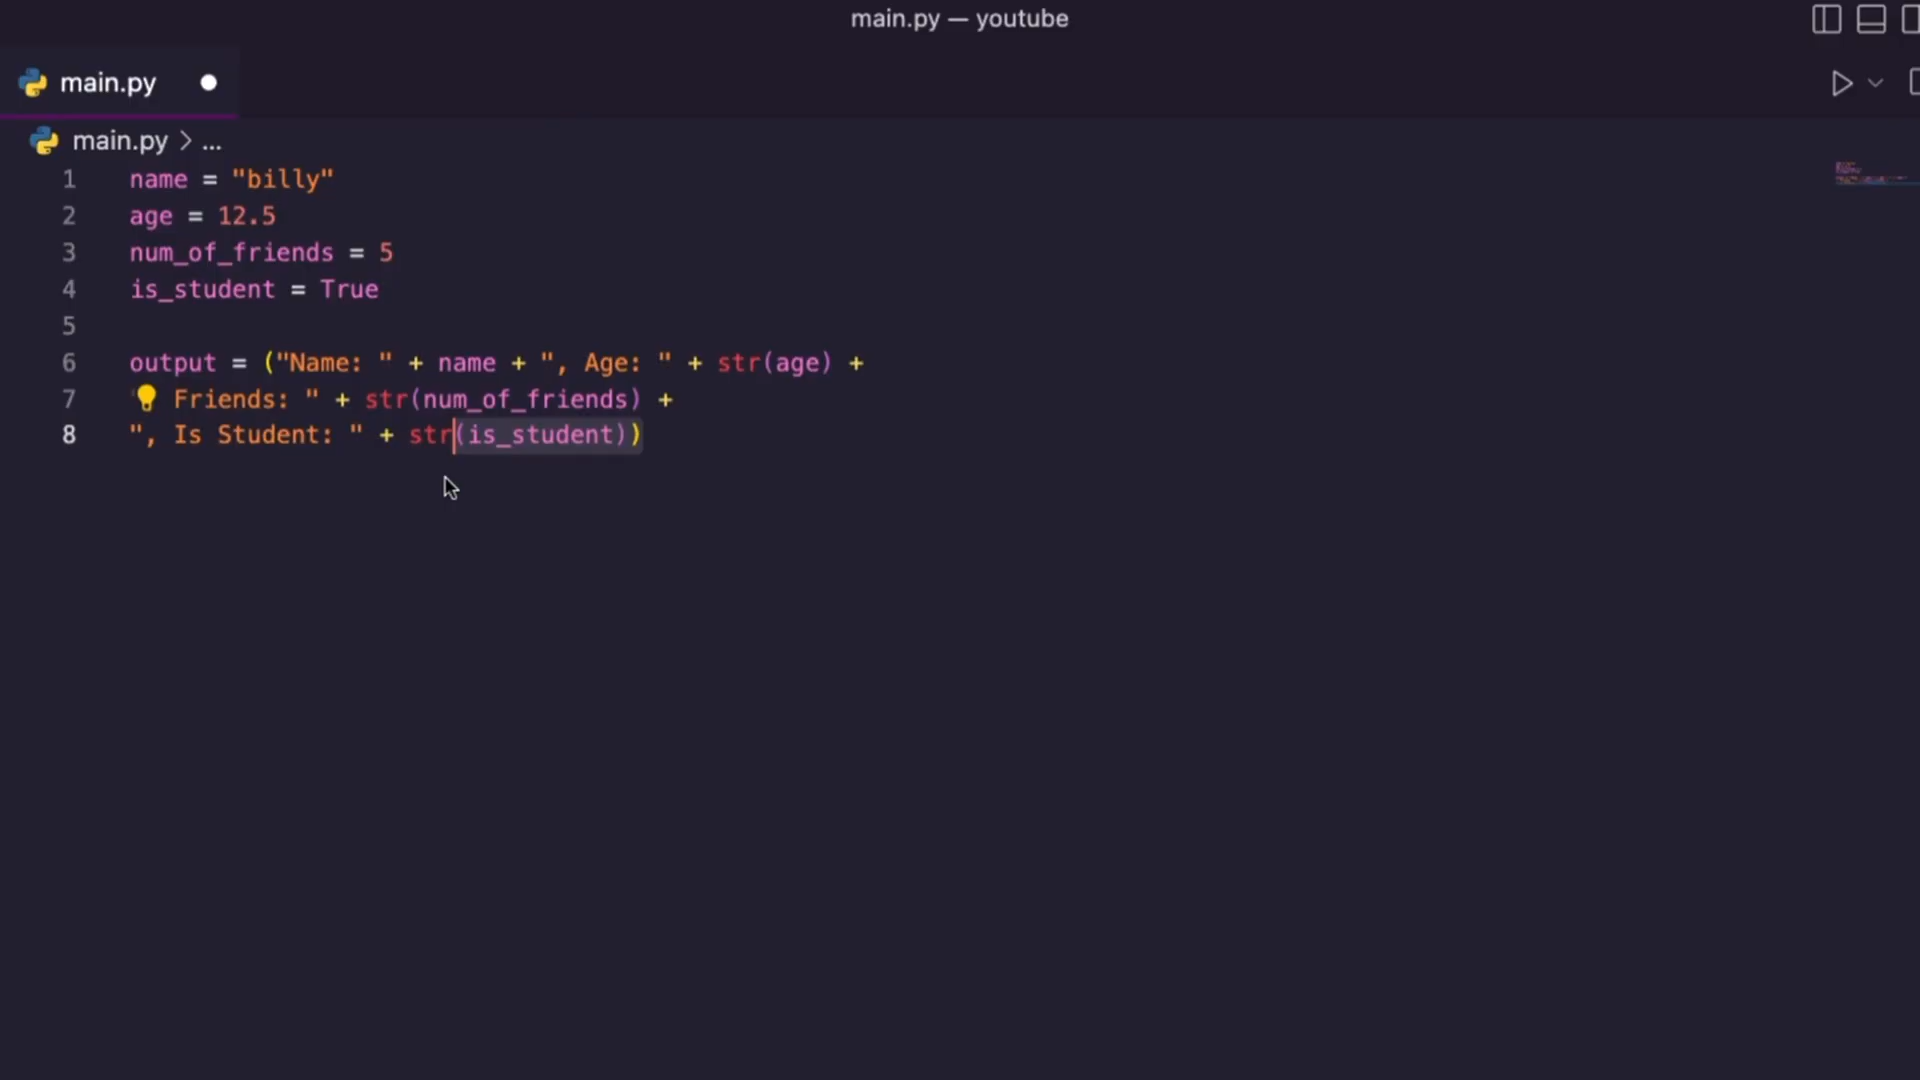 main.py — youtube
main.py
main.py > ...
1 name = "billy"
2 age = 12.5
3 num_of_friends = 5
4 is_student = True
5
6 output = ("Name: " + name + ", Age: " + str(age) +
7 Friends: " + str(num_of_friends) +
8 ", Is Student: " + str(is_student))